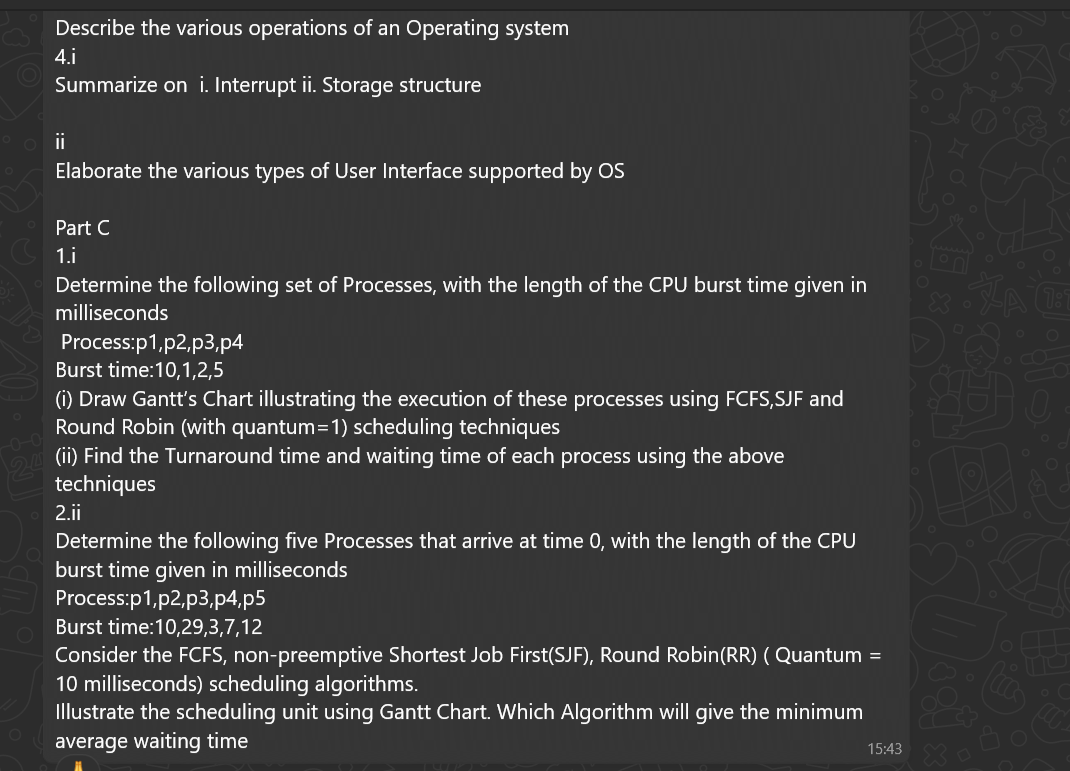 Describe the various operations of an Operating system
4.i
Summarize on  i. Interrupt ii. Storage structure
ii
Elaborate the various types of User Interface supported by OS
Part C
1.i
Determine the following set of Processes, with the length of the CPU burst time given in
milliseconds
Process:p1,p2,p3,p4
Burst time:10,1,2,5
(i) Draw Gantt’s Chart illustrating the execution of these processes using FCFS,SJF and
Round Robin (with quantum=1) scheduling techniques
(ii) Find the Turnaround time and waiting time of each process using the above
techniques
2.ii
Determine the following five Processes that arrive at time 0, with the length of the CPU
burst time given in milliseconds
Process:p1,p2,p3,p4,p5
Burst time:10,29,3,7,12
Consider the FCFS, non-preemptive Shortest Job First(SJF), Round Robin(RR) ( Quantum =
10 milliseconds) scheduling algorithms.
Illustrate the scheduling unit using Gantt Chart. Which Algorithm will give the minimum
average waiting time
15:43